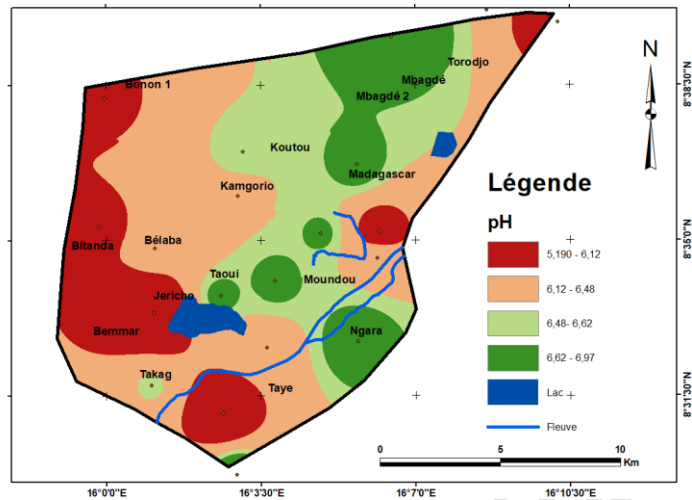 Torodjo
Bonon 1
Mbagdé
Mbagdé 2
Koutou
Madagascar
Kamgorio
Bitanda
Bélaba
Taoui
Moundou
Jericho
Bemmar
Ngara
Takag
Taye
N
Légende
pH
5,190 - 6,12
6,12 - 6,48
6,48- 6,62
6,62 - 6,97
Lac
Fleuve
0 5 10
Km
8°38'0"N
8°35'0"N
8°31'0"N
16°0'0"E 16°3'30"E 16°7'0"E 16°10'30"E